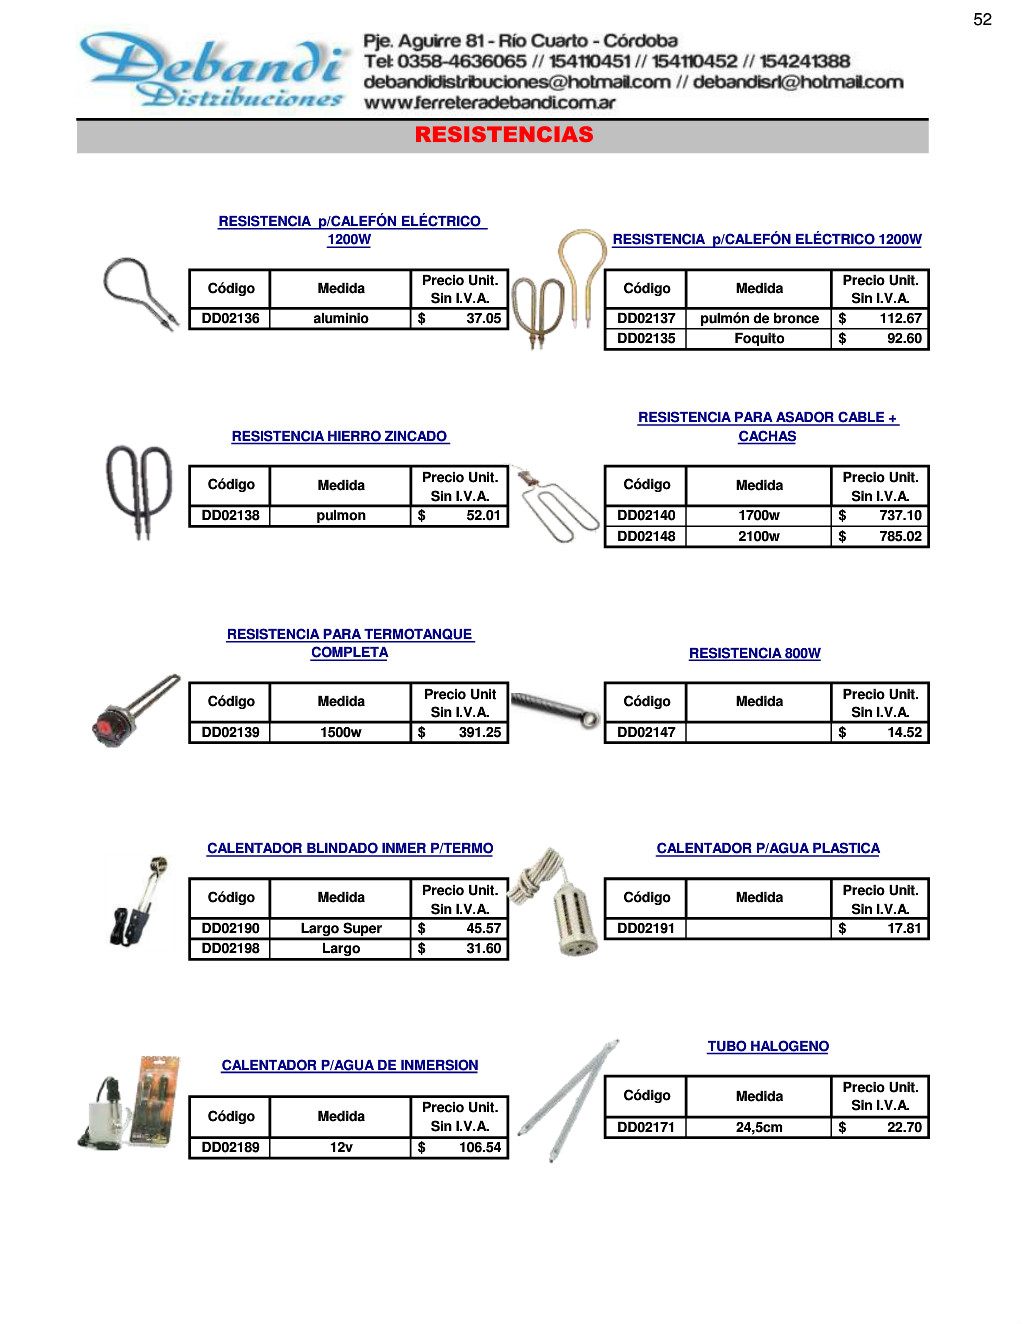 52
Debandi
Distribuciones
Pje. Aguirre 81 - Río Cuarto - Córdoba
Tel: 0358-4636065 // 154110451 // 154110452 // 154241388
debandidistribuciones@hotmail.com // debandisrl@hotmail.com
www.ferreteradebandi.com.ar
RESISTENCIAS
RESISTENCIA p/CALEFÓN ELÉCTRICO
1200W
Código Medida Precio Unit.
Sin I.V.A.
DD02136 aluminio $ 37.05
RESISTENCIA p/CALEFÓN ELÉCTRICO 1200W
Código Medida Precio Unit.
Sin I.V.A.
DD02137 pulmón de bronce $ 112.67
DD02135 Foquito $ 92.60
RESISTENCIA HIERRO ZINCADO
Código Medida Precio Unit.
Sin I.V.A.
DD02138 pulmon $ 52.01
RESISTENCIA PARA ASADOR CABLE +
CACHAS
Código Medida Precio Unit.
Sin I.V.A.
DD02140 1700w $ 737.10
DD02148 2100w $ 785.02
RESISTENCIA PARA TERMOTANQUE
COMPLETA
Código Medida Precio Unit
Sin I.V.A.
DD02139 1500w $ 391.25
RESISTENCIA 800W
Código Medida Precio Unit.
Sin I.V.A.
DD02147 $ 14.52
CALENTADOR BLINDADO INMER P/TERMO
Código Medida Precio Unit.
Sin I.V.A.
DD02190 Largo Super $ 45.57
DD02198 Largo $ 31.60
CALENTADOR P/AGUA PLASTICA
Código Medida Precio Unit.
Sin I.V.A.
DD02191 $ 17.81
CALENTADOR P/AGUA DE INMERSION
Código Medida Precio Unit.
Sin I.V.A.
DD02189 12v $ 106.54
TUBO HALOGENO
Código Medida Precio Unit.
Sin I.V.A.
DD02171 24,5cm $ 22.70